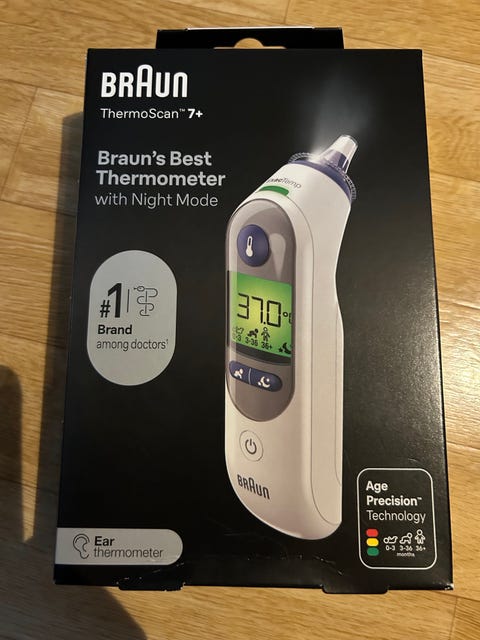 BRAUN
ThermoScan™ 7+
Braun's Best
Thermometer
with Night Mode
#1
Brand
among doctors¹
37.0°
0-3 3-36 36+
BRAUN
Age
Precision™
Technology
0-3 3-36 36+
months
Ear
thermometer